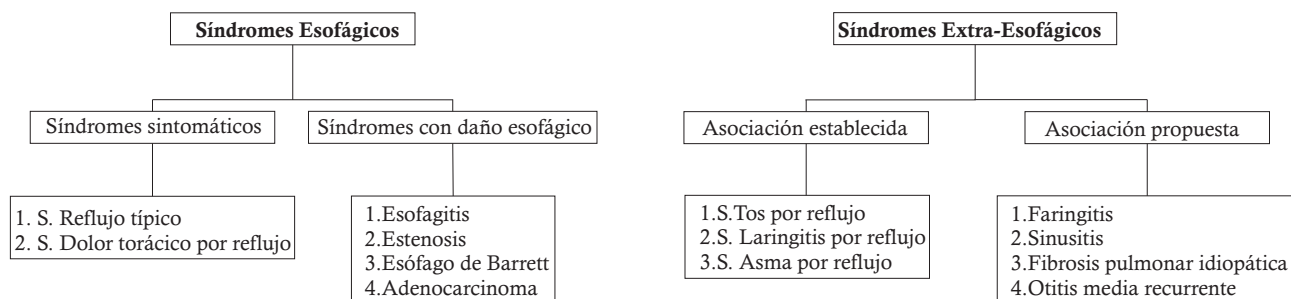 Síndromes Esofágicos
Síndromes sintomáticos
Síndromes con daño esofágico
1. S. Reflujo típico
2. S. Dolor torácico por reflujo
1.Esofagitis
2.Estenosis
3.Esófago de Barrett
4.Adenocarcinoma
Síndromes Extra-Esofágicos
Asociación establecida
Asociación propuesta
1.S.Tos por reflujo
2.S. Laringitis por reflujo
3.S. Asma por reflujo
1.Faringitis
2.Sinusitis
3.Fibrosis pulmonar idiopática
4.Otitis media recurrente